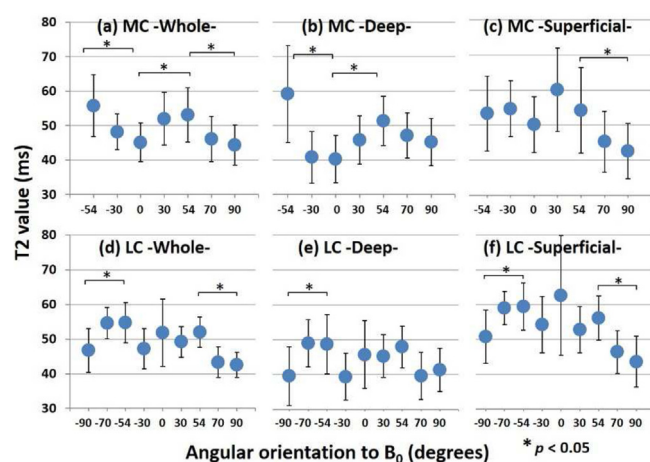 (a) MC -Whole- (b) MC -Deep- (c) MC -Superficial-
80
70
60
50
40
30
* * *
* *
*
-54 -30 0 30 54 70 90
-54 -30 0 30 54 70 90
-54 -30 0 30 54 70 90
T2 value (ms)
(d) LC -Whole- (e) LC -Deep- (f) LC -Superficial-
80
70
60
50
40
30
* *
*
* *
-90 -70 -54 -30 0 30 54 70 90
-90 -70 -54 -30 0 30 54 70 90
-90 -70 -54 -30 0 30 54 70 90
Angular orientation to B0 (degrees) * p < 0.05